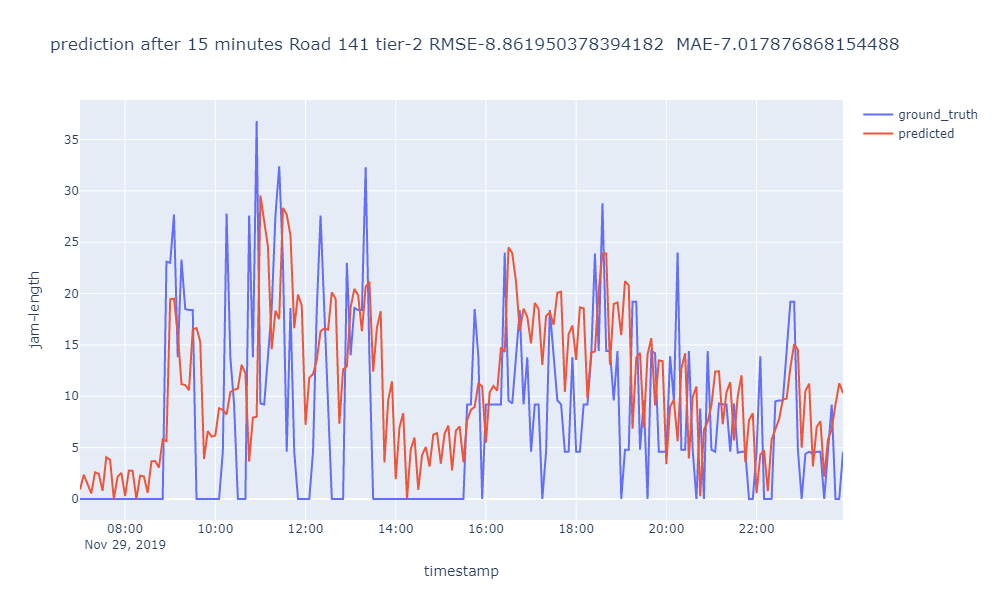 prediction after 15 minutes Road 141 tier-2 RMSE-8.861950378394182  MAE-7.017876868154488
ground_truth
predicted
35
30
25
20
15
10
5
0
jam-length
08:00 10:00 12:00 14:00 16:00 18:00 20:00 22:00
Nov 29, 2019
timestamp